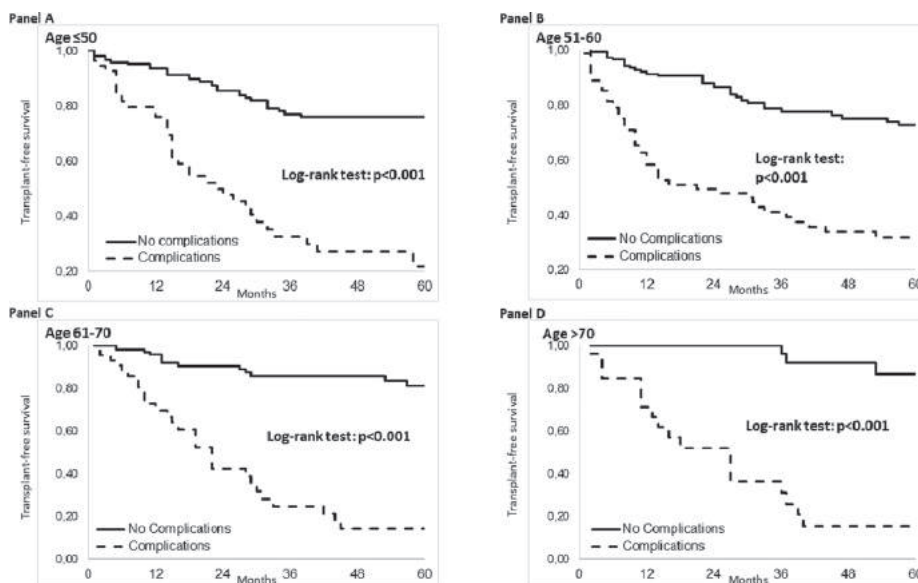 Panel A
Age ≤50
1,00
0,80
0,60
0,40
0,20
Transplant-free survival
Log-rank test: p<0.001
No complications
Complications
0 12 24 36 48 60
Months
Panel B
Age 51-60
1,00
0,80
0,60
0,40
0,20
0,00
Transplant-free survival
Log-rank test:
p<0.001
No Complications
Complications
0 12 24 36 48 60
Months
Panel C
Age 61-70
1,00
0,80
0,60
0,40
0,20
0,00
Transplant-free survival
Log-rank test: p<0.001
No Complications
Complications
0 12 24 36 48 60
Months
Panel D
Age >70
1,00
0,80
0,60
0,40
0,20
0,00
Transplant-free survival
Log-rank test: p<0.001
No Complications
Complications
0 12 24 36 48 60
Months